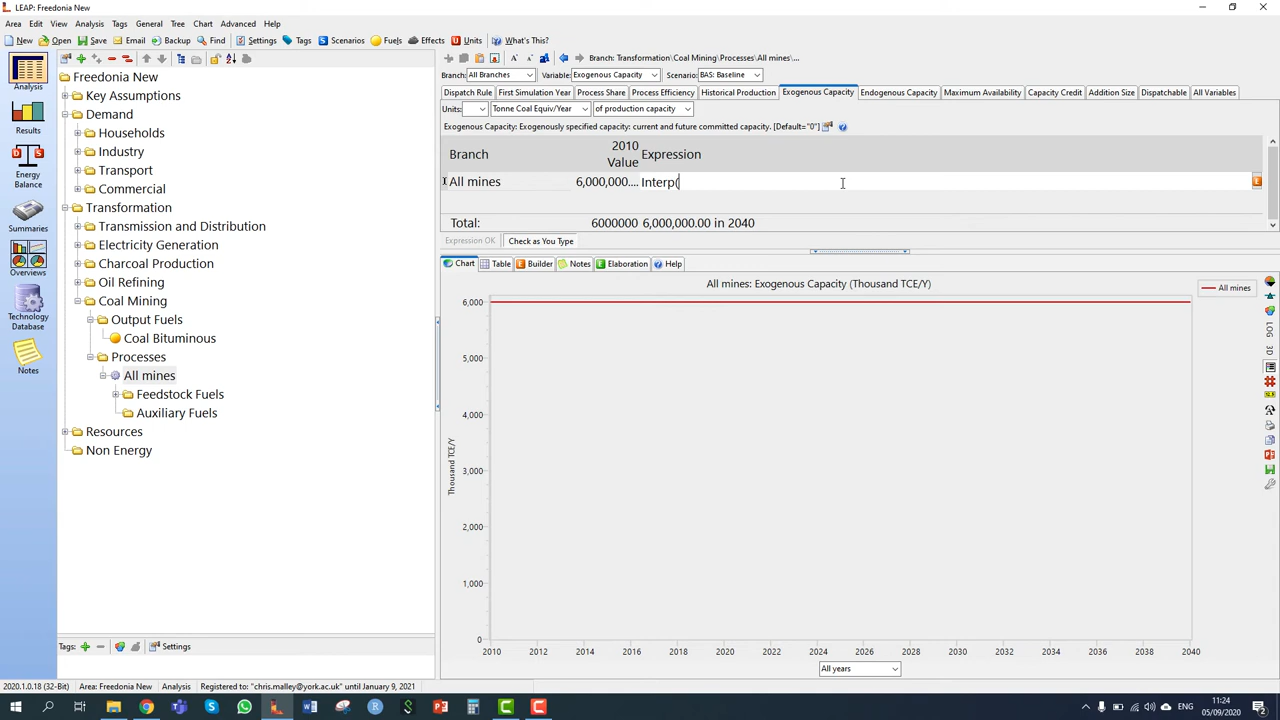 LEAP: Freedonia New
Area Edit View Analysis Tags General Tree Chart Advanced Help
New Open Save Email Backup Find Settings Tags Scenarios Fuels Effects Units What's This?
Analysis
Results
Energy Balance
Summaries
Overviews
Technology Database
Notes
Freedonia New
Key Assumptions
Demand
Households
Industry
Transport
Commercial
Transformation
Transmission and Distribution
Electricity Generation
Charcoal Production
Oil Refining
Coal Mining
Output Fuels
Coal Bituminous
Processes
All mines
Feedstock Fuels
Auxiliary Fuels
Resources
Non Energy
Tags: Settings
Branch: Transformation\Coal Mining\Processes\All mines\...
Branch: All Branches Variable: Exogenous Capacity Scenario: BAS: Baseline
Dispatch Rule First Simulation Year Process Share Process Efficiency Historical Production Exogenous Capacity Endogenous Capacity Maximum Availability Capacity Credit Addition Size Dispatchable All Variables
Units: Tonne Coal Equiv/Year of production capacity
Exogenous Capacity: Exogenously specified capacity: current and future committed capacity. [Default="0"]
Branch 2010 Value Expression
All mines 6,000,000.... Interp(
Total: 6000000 6,000,000.00 in 2040
Expression OK Check as You Type
Chart Table Builder Notes Elaboration Help
All mines: Exogenous Capacity (Thousand TCE/Y)
All mines
Thousand TCE/Y
6,000
5,000
4,000
3,000
2,000
1,000
0
2010 2012 2014 2016 2018 2020 2022 2024 2026 2028 2030 2032 2034 2036 2038 2040
All years
LOG
3D
2020.1.0.18 (32-Bit) Area: Freedonia New Analysis Registered to: "chris.malley@york.ac.uk" until January 9, 2021
11:24
05/09/2020